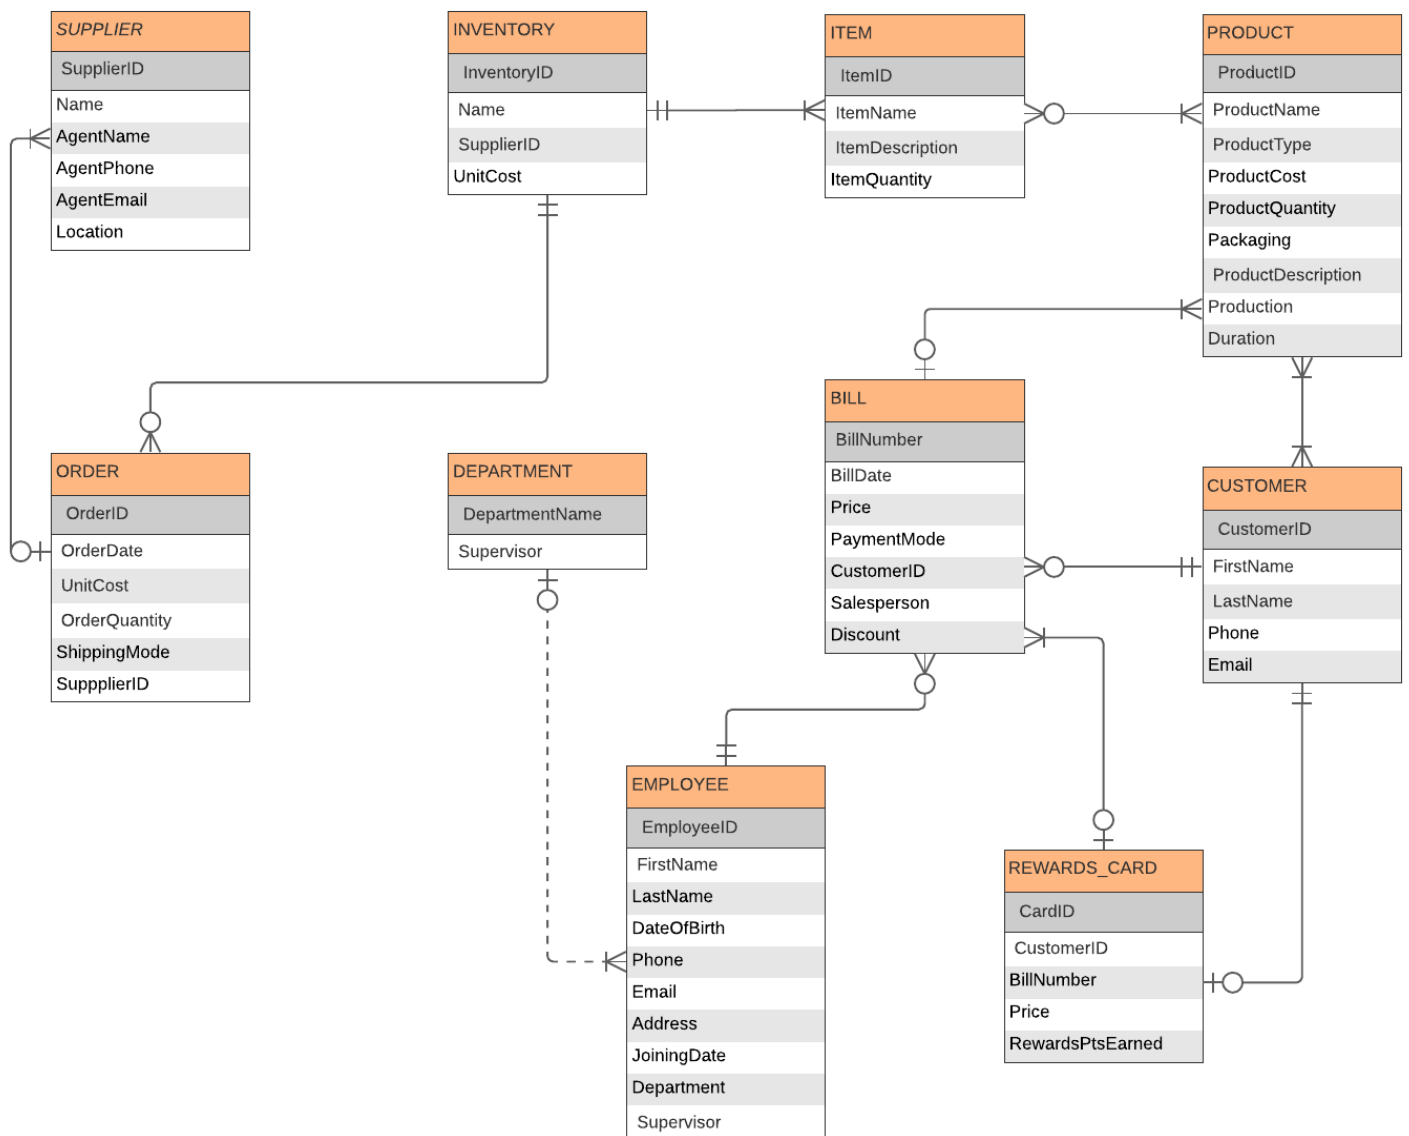 SUPPLIER
SupplierID
Name
AgentName
AgentPhone
AgentEmail
Location
INVENTORY
InventoryID
Name
SupplierID
UnitCost
ITEM
ItemID
ItemName
ItemDescription
ItemQuantity
PRODUCT
ProductID
ProductName
ProductType
ProductCost
ProductQuantity
Packaging
ProductDescription
Production
Duration
ORDER
OrderID
OrderDate
UnitCost
OrderQuantity
ShippingMode
SuppplierID
DEPARTMENT
DepartmentName
Supervisor
BILL
BillNumber
BillDate
Price
PaymentMode
CustomerID
Salesperson
Discount
CUSTOMER
CustomerID
FirstName
LastName
Phone
Email
EMPLOYEE
EmployeeID
FirstName
LastName
DateOfBirth
Phone
Email
Address
JoiningDate
Department
Supervisor
REWARDS_CARD
CardID
CustomerID
BillNumber
Price
RewardsPtsEarned